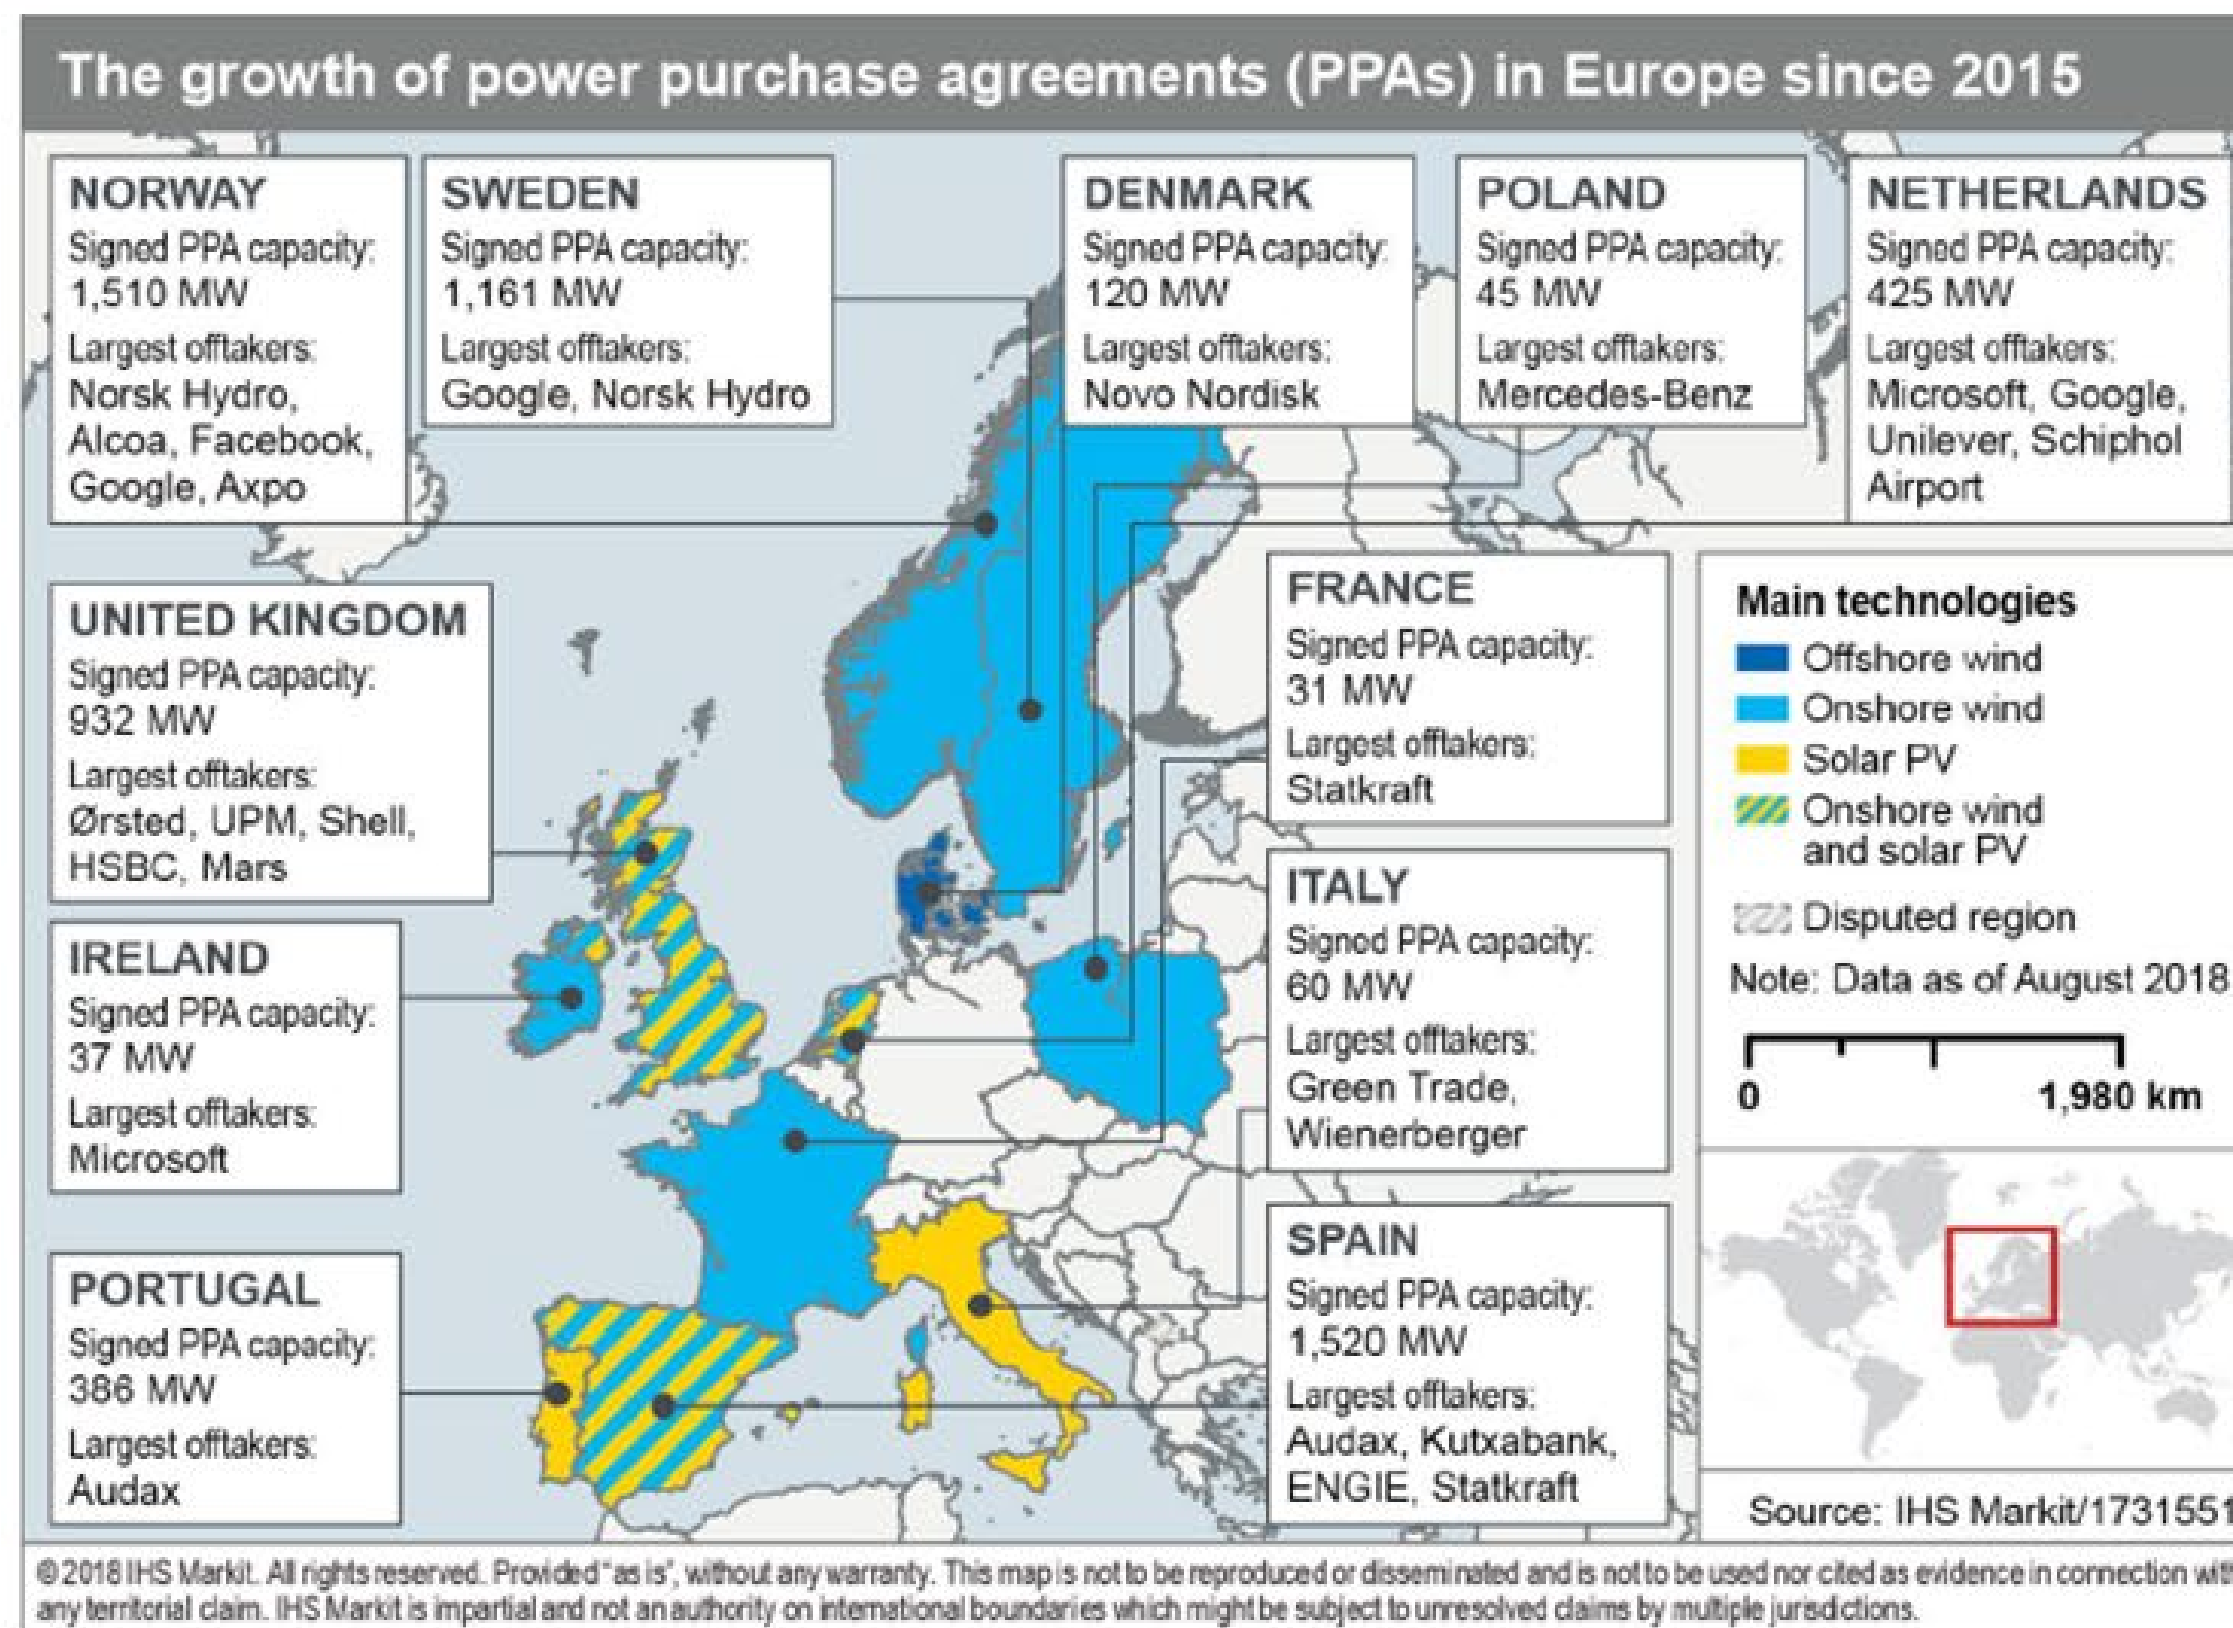 The growth of power purchase agreements (PPAs) in Europe since 2015
NORWAY
Signed PPA capacity:
1,510 MW
Largest offtakers:
Norsk Hydro,
Alcoa, Facebook,
Google, Axpo
SWEDEN
Signed PPA capacity:
1,161 MW
Largest offtakers:
Google, Norsk Hydro
DENMARK
Signed PPA capacity:
120 MW
Largest offtakers:
Novo Nordisk
POLAND
Signed PPA capacity:
45 MW
Largest offtakers:
Mercedes-Benz
NETHERLANDS
Signed PPA capacity:
425 MW
Largest offtakers:
Microsoft, Google,
Unilever, Schiphol
Airport
UNITED KINGDOM
Signed PPA capacity:
932 MW
Largest offtakers:
Ørsted, UPM, Shell,
HSBC, Mars
IRELAND
Signed PPA capacity:
37 MW
Largest offtakers:
Microsoft
PORTUGAL
Signed PPA capacity:
386 MW
Largest offtakers:
Audax
FRANCE
Signed PPA capacity:
31 MW
Largest offtakers:
Statkraft
ITALY
Signed PPA capacity:
60 MW
Largest offtakers:
Green Trade,
Wienerberger
SPAIN
Signed PPA capacity:
1,520 MW
Largest offtakers:
Audax, Kutxabank,
ENGIE, Statkraft
Main technologies
Offshore wind
Onshore wind
Solar PV
Onshore wind
and solar PV
Disputed region
Note: Data as of August 2018
0 1,980 km
Source: IHS Markit/1731551
© 2018 IHS Markit. All rights reserved. Provided "as is", without any warranty. This map is not to be reproduced or disseminated and is not to be used nor cited as evidence in connection with
any territorial claim. IHS Markit is impartial and not an authority on international boundaries which might be subject to unresolved claims by multiple jurisdictions.